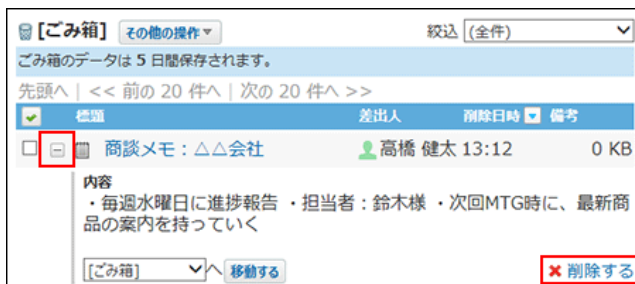 [ごみ箱] その他の操作▼ 絞込 (全件)
ごみ箱のデータは 5 日間保存されます。
先頭へ | << 前の 20 件へ | 次の 20 件へ >>
標題 差出人 削除日時 備考
商談メモ：△△会社 高橋 健太 13:12 0 KB
内容
・毎週水曜日に進捗報告 ・担当者：鈴木様 ・次回MTG時に、最新商
品の案内を持っていく
[ごみ箱] へ 移動する 削除する